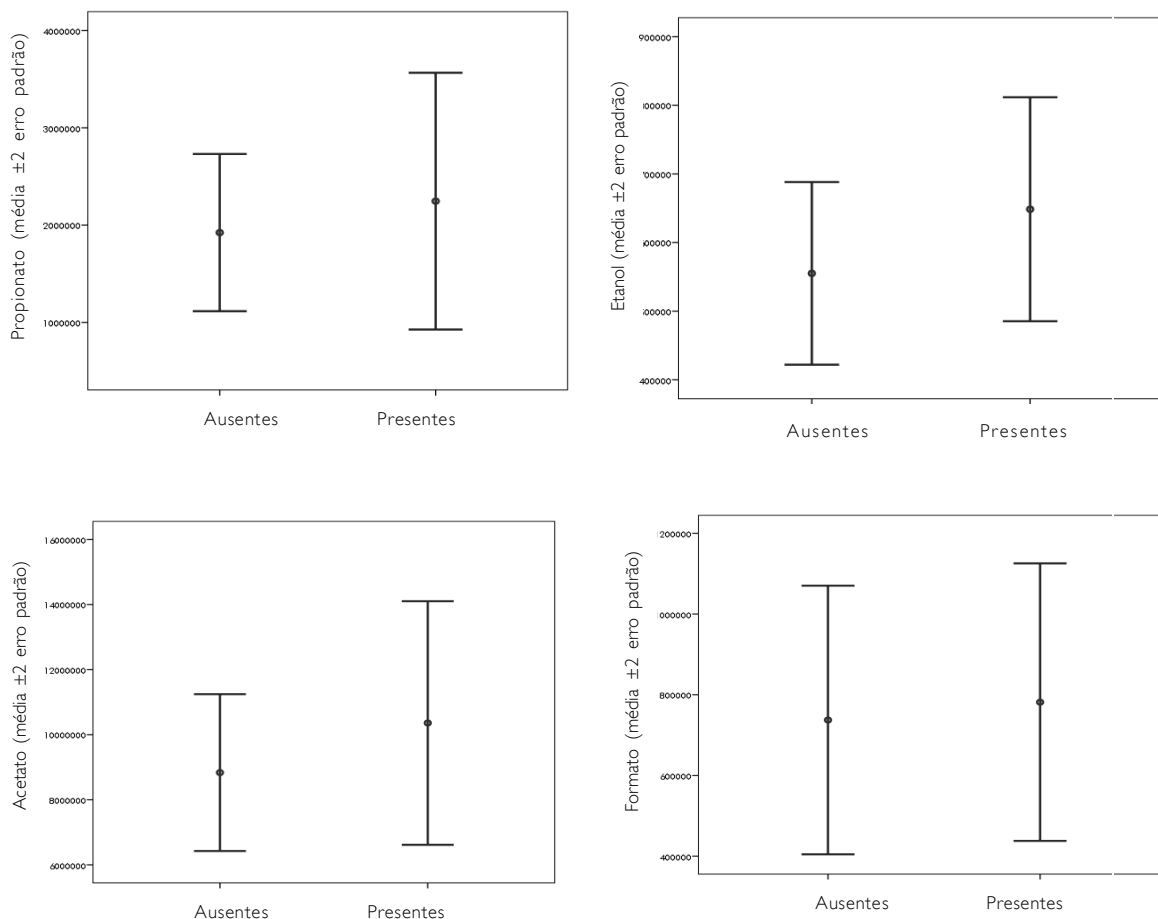 Propionato (média ±2 erro padrão)
4000000
3000000
2000000
1000000
Ausentes Presentes
Etanol (média ±2 erro padrão)
400000
Ausentes Presentes
Acetato (média ±2 erro padrão)
16000000
14000000
12000000
10000000
8000000
6000000
Ausentes Presentes
Formato (média ±2 erro padrão)
800000
600000
400000
Ausentes Presentes